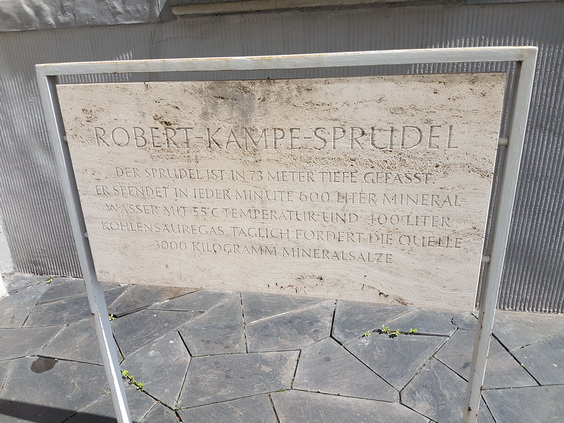 ROBERT-KAMPE-SPRUDEL
DER SPRUDEL IST IN 73 METER TIEFE GEFASST.
ER SPENDET IN JEDER MINUTE 600 LITER MINERAL-
WASSER MIT 55°C TEMPERATUR UND 400 LITER
KOHLENSÄUREGAS, TÄGLICH FÖRDERT DIE QUELLE
3000 KILOGRAMM MINERALSALZE